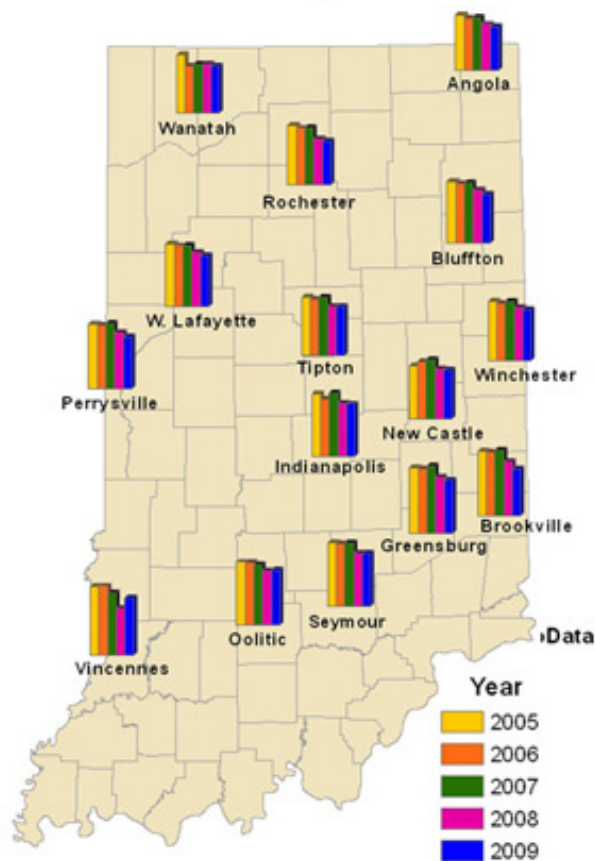 Angola
Wanatah
Rochester
Bluffton
W. Lafayette
Tipton
Winchester
Perrysville
New Castle
Indianapolis
Brookville
Greensburg
Seymour
Oolitic
Vincennes
Data
Year
2005
2006
2007
2008
2009